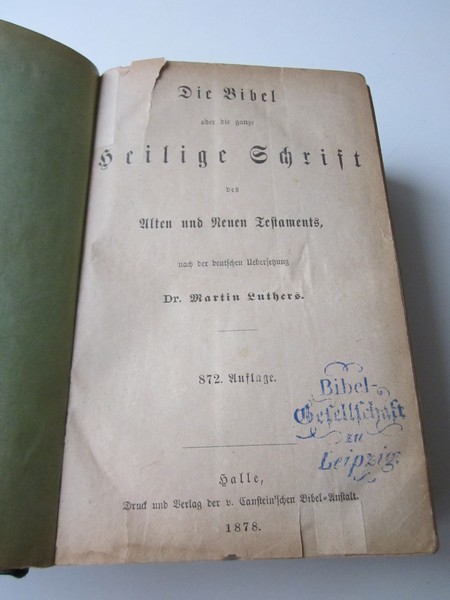 Die Bibel
oder die ganze
Heilige Schrift
des
Alten und Neuen Testaments,
nach der deutschen Uebersetzung
Dr. Martin Luthers.
872. Auflage.
Bibel-
Gesellschaft
zu
Leipzig.
Halle,
Druck und Verlag der v. Canstein'schen Bibel-Anstalt.
1878.